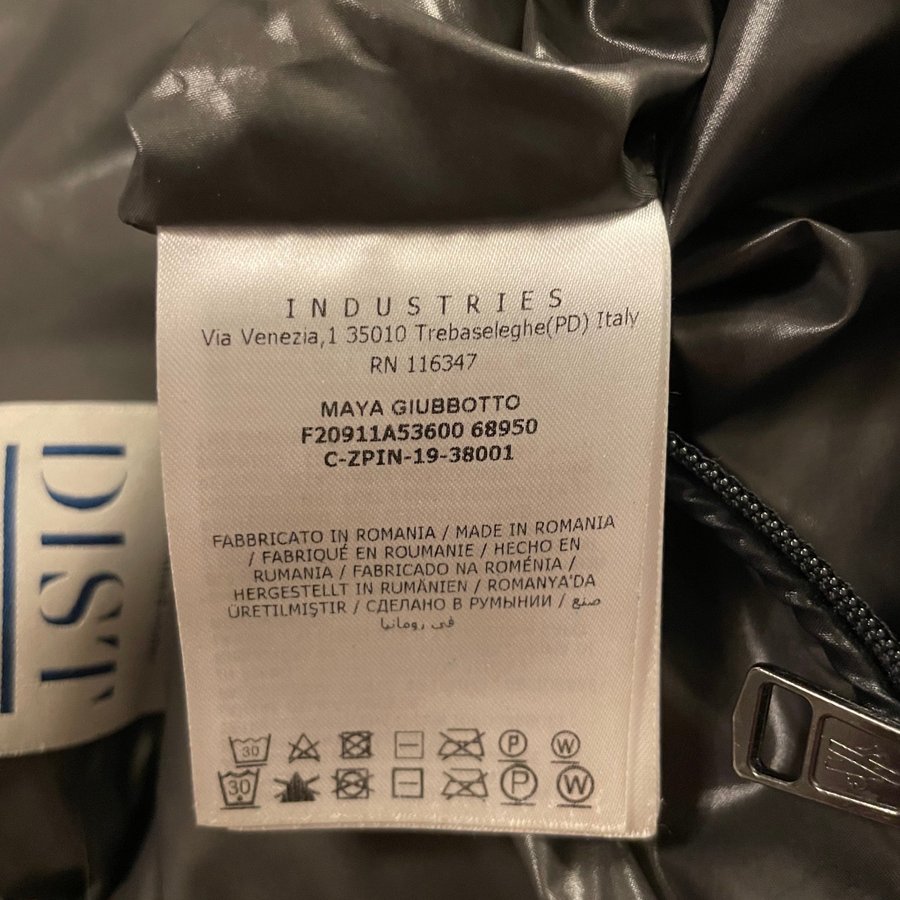 INDUSTRIES
Via Venezia,1 35010 Trebaseleghe(PD) Italy
RN 116347
MAYA GIUBBOTTO
F20911A53600 68950
C-ZPIN-19-38001
FABBRICATO IN ROMANIA / MADE IN ROMANIA
/ FABRIQUÉ EN ROUMANIE / HECHO EN
RUMANIA / FABRICADO NA ROMÉNIA /
HERGESTELLT IN RUMÄNIEN / ROMANYA'DA
ÜRETILMIŞTIR / СДЕЛАНО В РУМЫНИИ / صنع
في رومانيا
30 P W
30 P W
DIST